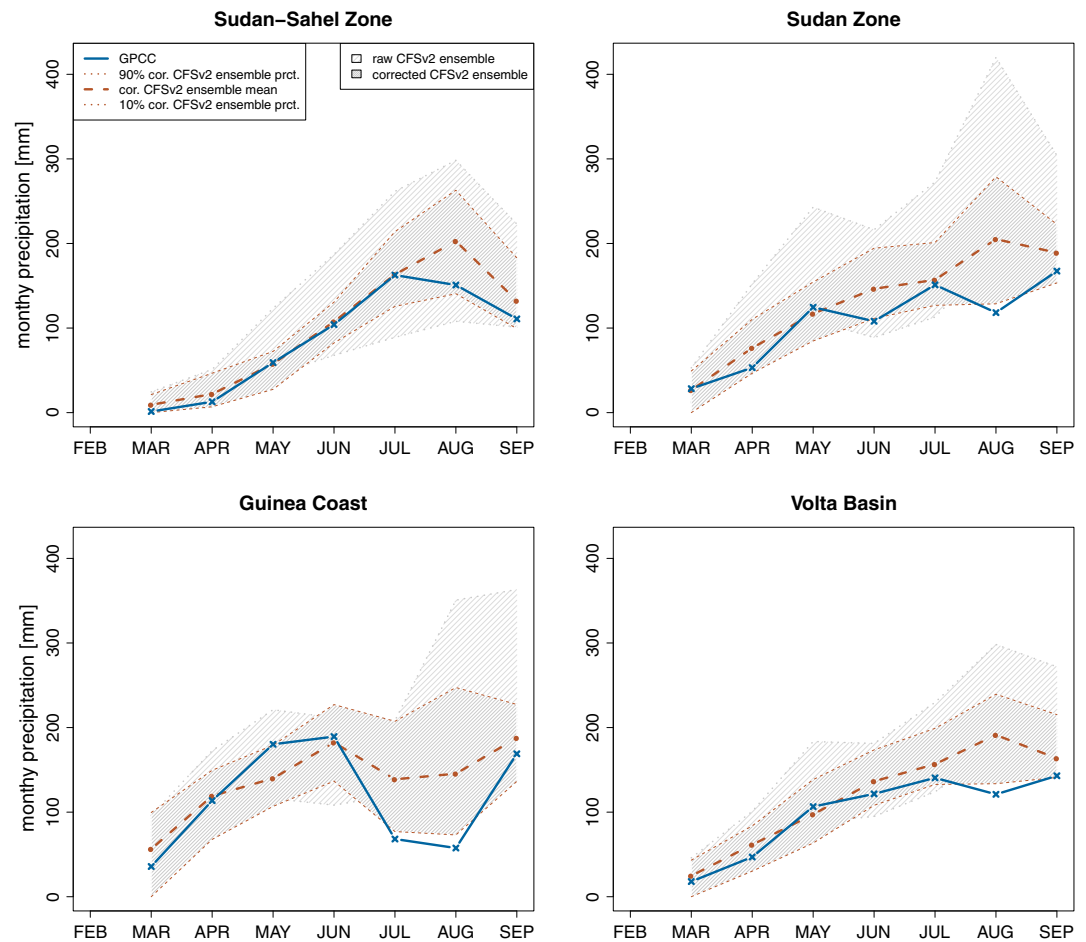 Sudan−Sahel Zone
GPCC
90% cor. CFSv2 ensemble prct.
cor. CFSv2 ensemble mean
10% cor. CFSv2 ensemble prct.
raw CFSv2 ensemble
corrected CFSv2 ensemble
monthy precipitation [mm]
400
300
200
100
0
FEB MAR APR MAY JUN JUL AUG SEP
Sudan Zone
400
300
200
100
0
FEB MAR APR MAY JUN JUL AUG SEP
Guinea Coast
monthy precipitation [mm]
400
300
200
100
0
FEB MAR APR MAY JUN JUL AUG SEP
Volta Basin
400
300
200
100
0
FEB MAR APR MAY JUN JUL AUG SEP